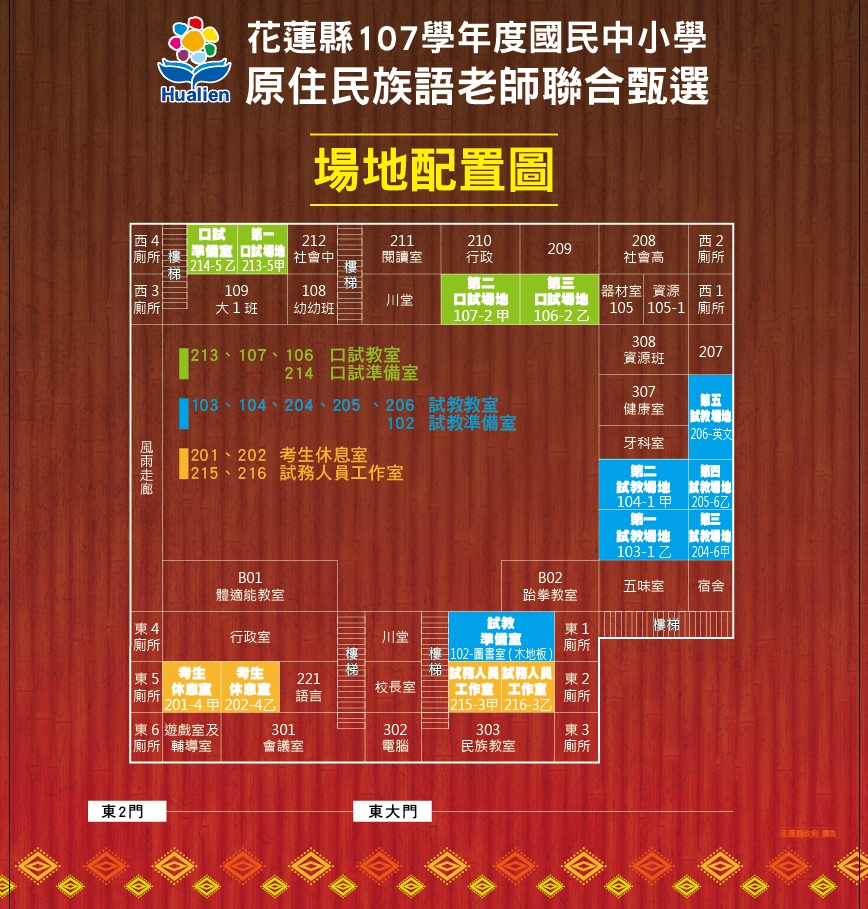 花蓮縣107學年度國民中小學
Hualien
原住民族語老師聯合甄選
場地配置圖
西4
廁所
樓梯
口試
準備室
214-5 乙
第一
口試場地
213-5甲
212
社會中
樓梯
211
閱讀室
210
行政
209
208
社會高
西2
廁所
西3
廁所
109
大1班
108
幼幼班
川堂
第二
口試場地
107-2 甲
第三
口試場地
106-2 乙
器材室
105
資源
105-1
西1
廁所
308
資源班
207
213、107、106 口試教室
214 口試準備室
307
健康室
第五
試教場地
206-英文
103、104、204、205 、206 試教教室
102 試教準備室
牙科室
201、202 考生休息室
215、216 試務人員工作室
風雨走廊
第二
試教場地
104-1 甲
第四
試教場地
205-6乙
第一
試教場地
103-1 乙
第三
試教場地
204-6甲
B01
體適能教室
B02
跆拳教室
五味室
宿舍
東4
廁所
行政室
樓梯
川堂
樓梯
試教
準備室
102-圖書室 ( 木地板 )
東1
廁所
樓梯
東5
廁所
考生
休息室
201-4 甲
考生
休息室
202-4乙
221
語言
校長室
試務人員
工作室
215-3甲
試務人員
工作室
216-3乙
東2
廁所
東6
廁所
遊戲室及
輔導室
301
會議室
302
電腦
303
民族教室
東3
廁所
東2門
東大門
花蓮縣政府 廣告